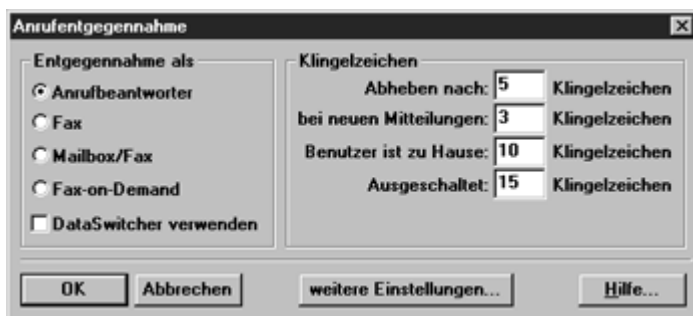 Anrufentgegennahme
Entgegennahme als
Anrufbeantworter
Fax
Mailbox/Fax
Fax-on-Demand
DataSwitcher verwenden
Klingelzeichen
Abheben nach: 5 Klingelzeichen
bei neuen Mitteilungen: 3 Klingelzeichen
Benutzer ist zu Hause: 10 Klingelzeichen
Ausgeschaltet: 15 Klingelzeichen
OK Abbrechen weitere Einstellungen... Hilfe...